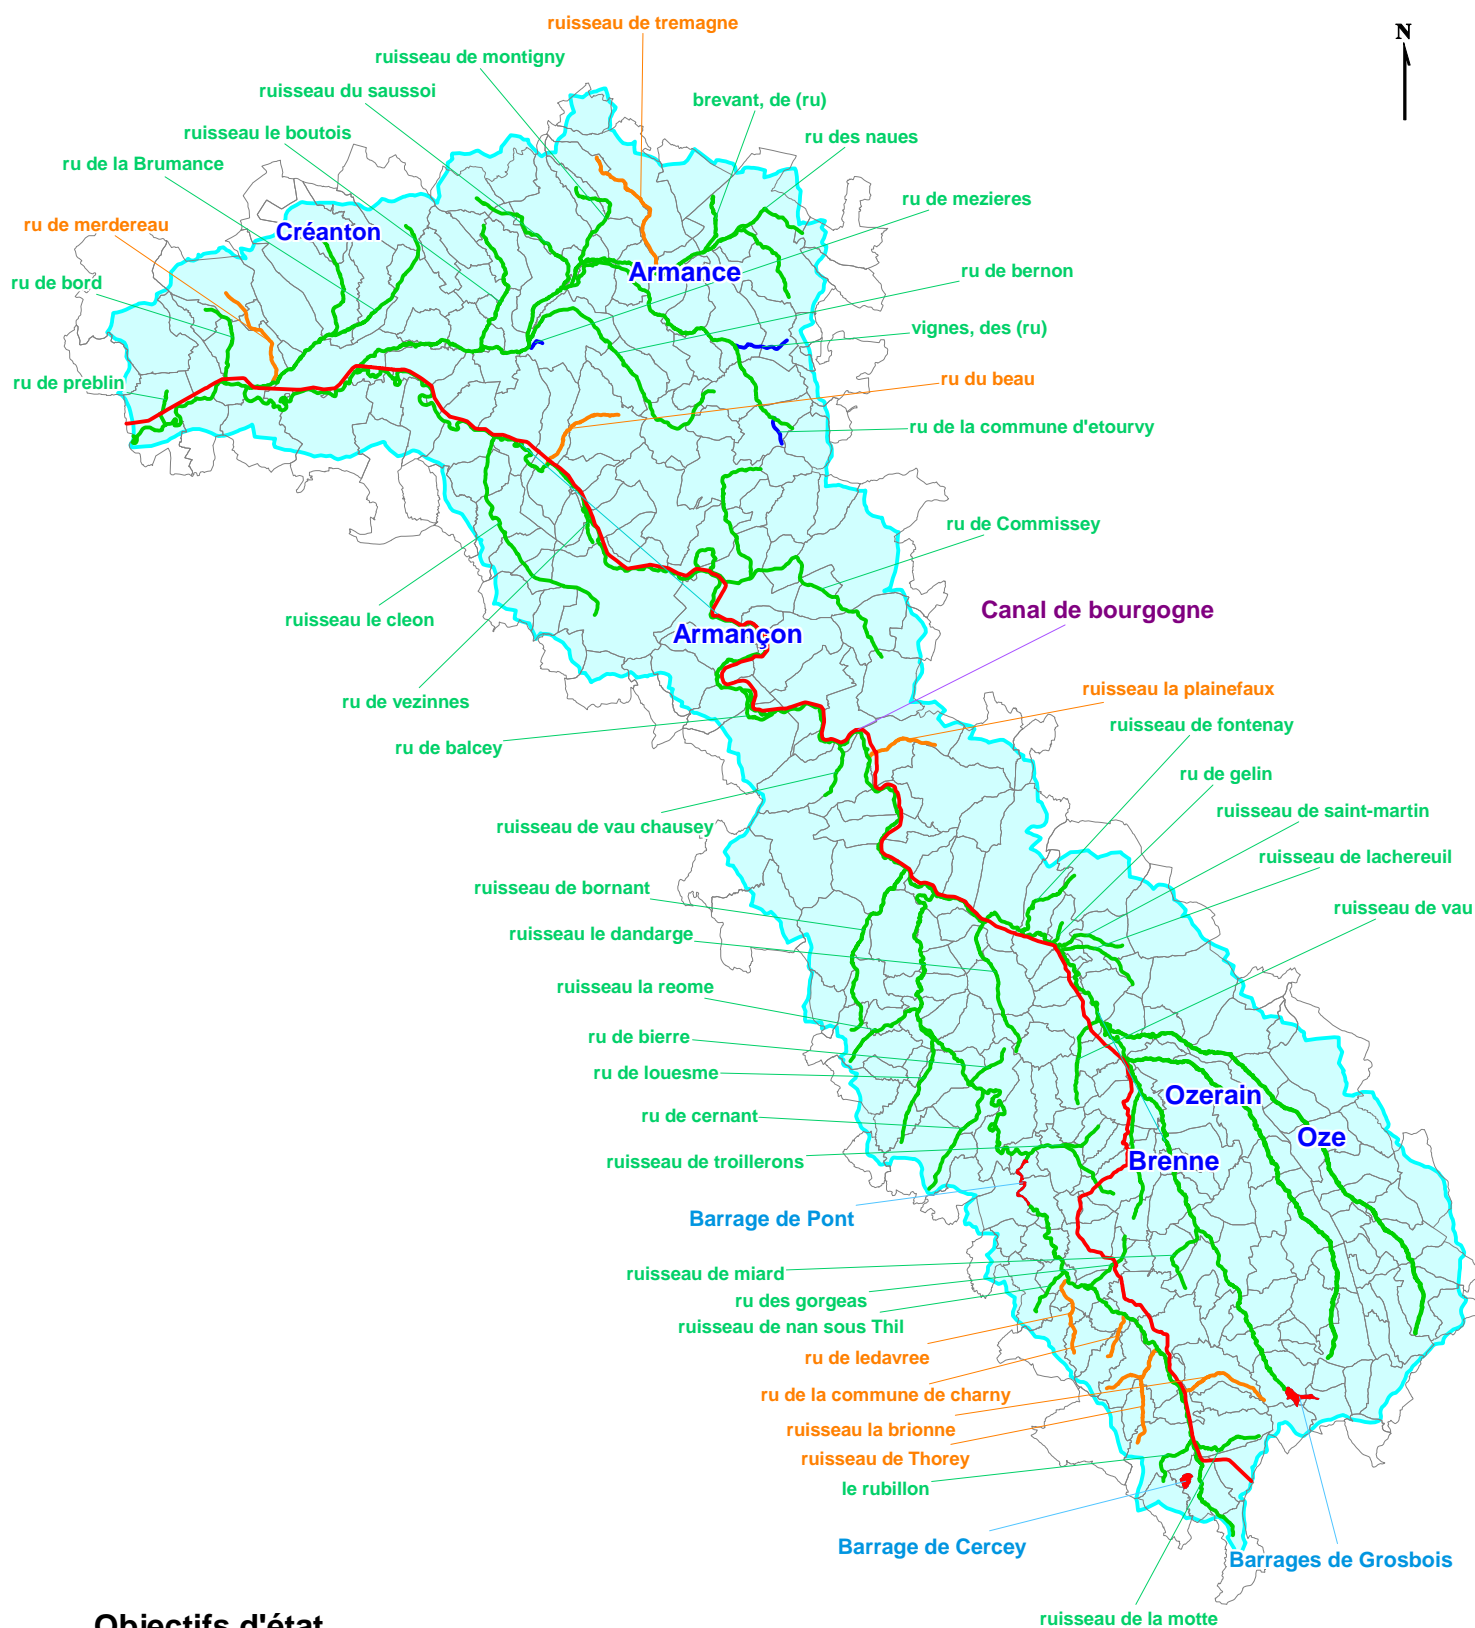 ruisseau de tremagne
N
ruisseau de montigny
ruisseau du saussoi
brevant, de (ru)
ruisseau le boutois
ru des naues
ru de la Brumance
ru de mezieres
ru de merdereau
Créanton
Armance
ru de bernon
ru de bord
vignes, des (ru)
ru du beau
ru de preblin
ru de la commune d'etourvy
ru de Commissey
Canal de bourgogne
ruisseau le cleon
Armançon
ruisseau la plainefaux
ru de vezinnes
ruisseau de fontenay
ru de balcey
ru de gelin
ruisseau de saint-martin
ruisseau de vau chausey
ruisseau de lachereuil
ruisseau de bornant
ruisseau de vau
ruisseau le dandarge
ruisseau la reome
ru de bierre
ru de louesme
Ozerain
ru de cernant
Oze
ruisseau de troillerons
Brenne
Barrage de Pont
ruisseau de miard
ru des gorgeas
ruisseau de nan sous Thil
ru de ledavree
ru de la commune de charny
ruisseau la brionne
ruisseau de Thorey
le rubillon
Barrage de Cercey
Barrages de Grosbois
ruisseau de la motte
Objectifs d'état